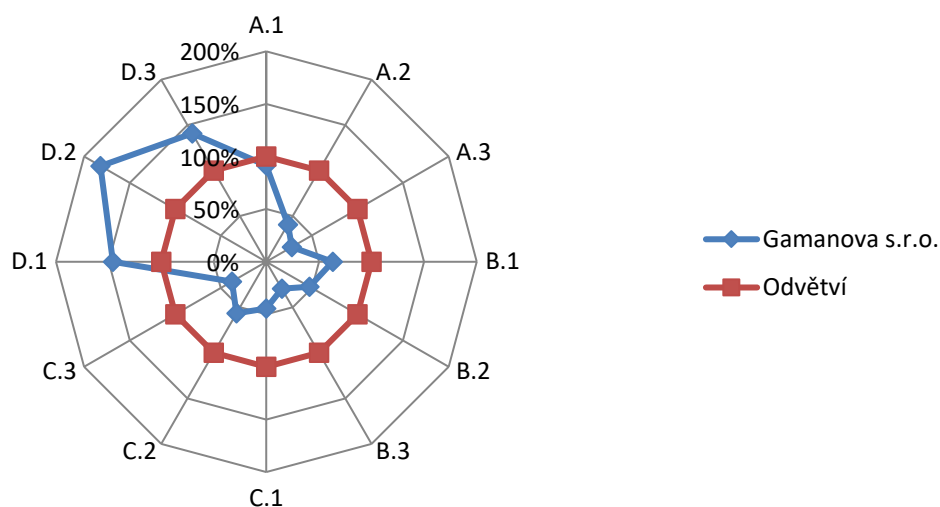 A.1
200%
D.3
A.2
150%
D.2
100%
A.3
50%
Gamanova s.r.o.
D.1
0%
B.1
Odvětví
C.3
B.2
C.2
B.3
C.1